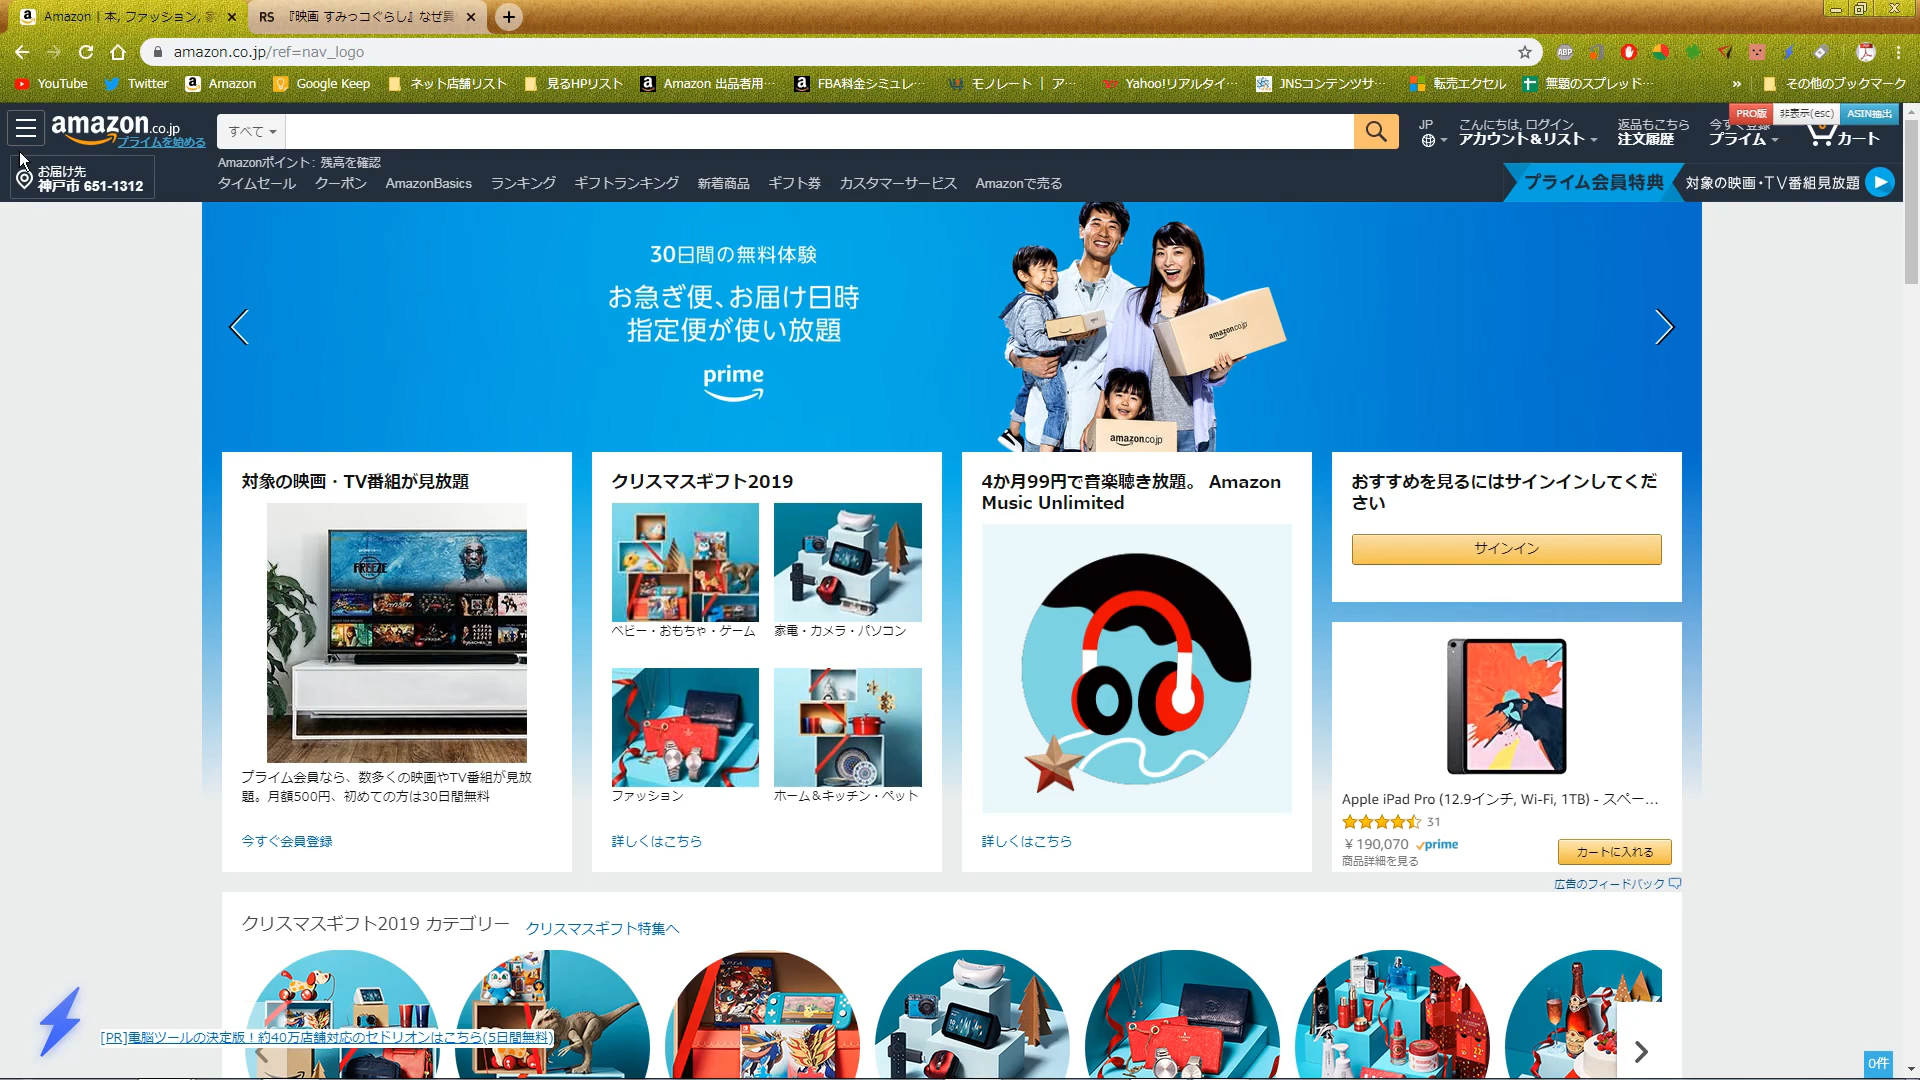 Amazon | 本, ファッション, 
RS 『映画 すみっコぐらし』なぜ
amazon.co.jp/ref=nav_logo
ABP
YouTube Twitter Amazon Google Keep ネット店舗リスト 見るHPリスト Amazon 出品者用… FBA料金シミュレ… モノレート | ア… Yahoo!リアルタイ… JNSコンテンツサ… 転売エクセル 無題のスプレッド… » その他のブックマーク
PRO版 非表示(esc) ASIN抽出
amazon.co.jp
プライムを始める
すべて
JP
こんにちは, ログイン
アカウント&リスト
返品もこちら
注文履歴
今すぐ登録
プライム
カート
お届け先
神戸市 651-1312
Amazonポイント: 残高を確認
タイムセール クーポン AmazonBasics ランキング ギフトランキング 新着商品 ギフト券 カスタマーサービス Amazonで売る
プライム会員特典 対象の映画・TV番組見放題
30日間の無料体験
お急ぎ便、お届け日時
指定便が使い放題
prime
amazon.co.jp
amazon.co.jp
対象の映画・TV番組が見放題
FREEZE
プライム会員なら、数多くの映画やTV番組が見放
題。月額500円、初めての方は30日間無料
今すぐ会員登録
クリスマスギフト2019
ベビー・おもちゃ・ゲーム
家電・カメラ・パソコン
ファッション
ホーム＆キッチン・ペット
詳しくはこちら
4か月99円で音楽聴き放題。 Amazon
Music Unlimited
詳しくはこちら
おすすめを見るにはサインインしてくだ
さい
サインイン
Apple iPad Pro (12.9インチ, Wi-Fi, 1TB) - スペー…
31
￥190,070 prime
商品詳細を見る
カートに入れる
広告のフィードバック
クリスマスギフト2019 カテゴリー クリスマスギフト特集へ
[PR]電脳ツールの決定版！約40万店舗対応のセドリオンはこちら(5日間無料)
0件